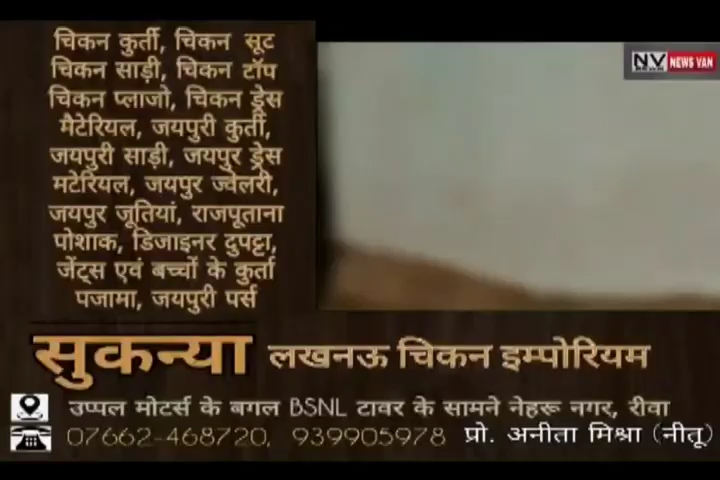 चिकन कुर्ती, चिकन सूट
चिकन साड़ी, चिकन टॉप
चिकन प्लाजो, चिकन ड्रेस
मैटेरियल, जयपुरी कुर्ती,
जयपुरी साड़ी, जयपुर ड्रेस
मटेरियल, जयपुर ज्वेलरी,
जयपुर जूतियां, राजपूताना
पोशाक, डिजाइनर दुपट्टा,
जेंट्स एवं बच्चों के कुर्ता
पजामा, जयपुरी पर्स
NV NEWS VAN
सुकन्या लखनऊ चिकन इम्पोरियम
उप्पल मोटर्स के बगल BSNL टावर के सामने नेहरू नगर, रीवा
07662-468720, 939905978 प्रो. अनीता मिश्रा (नीतू)